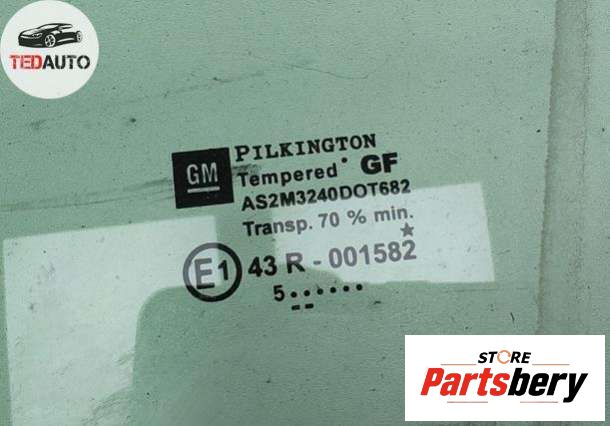 TEDAUTO
GM
PILKINGTON
Tempered GF
AS2M3240DOT682
Transp. 70 % min.
E1 43 R - 001582
5......
STORE
Partsbery